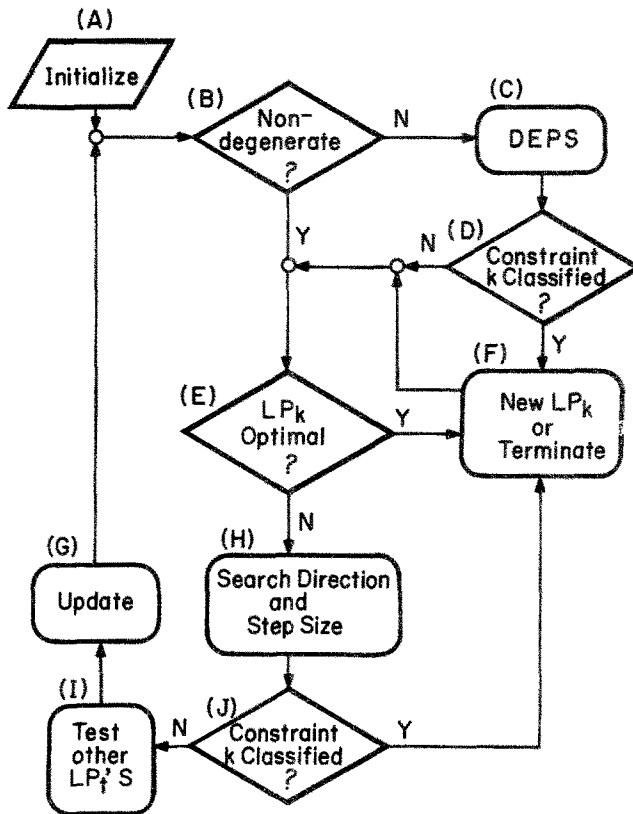 (A)
Initialize
(B)
Non-
degenerate
?
N
Y
(C)
DEPS
(D)
N
Constraint
k Classified
?
Y
(F)
New LPk
or
Terminate
(E)
LPk
Optimal
?
Y
N
(H)
Search Direction
and
Step Size
(G)
Update
(I)
Test
other
LPt'S
N
(J)
Constraint
k Classified
?
Y